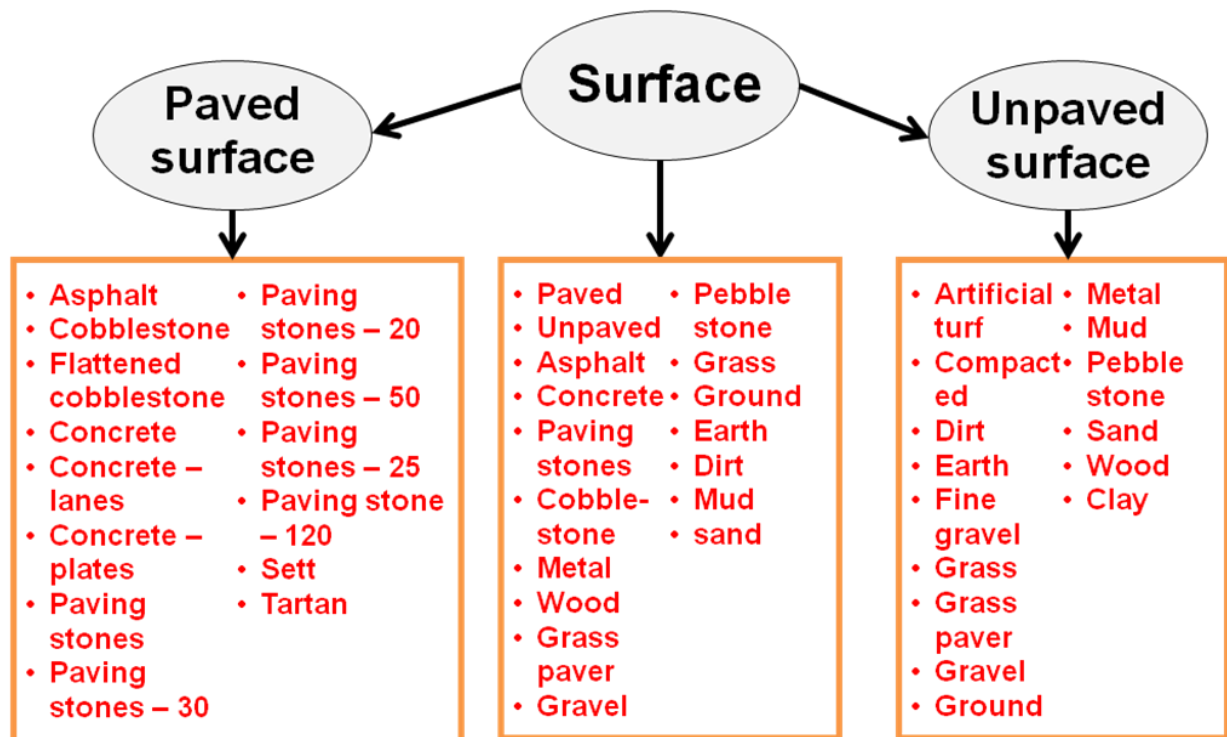 Surface
Paved
surface
Unpaved
surface
• Asphalt
• Cobblestone
• Flattened
cobblestone
• Concrete
• Concrete –
lanes
• Concrete –
plates
• Paving
stones
• Paving
stones – 30
• Paving
stones – 20
• Paving
stones – 50
• Paving
stones – 25
• Paving stone
– 120
• Sett
• Tartan
• Paved
• Unpaved
• Asphalt
• Concrete
• Paving
stones
• Cobble-
stone
• Metal
• Wood
• Grass
paver
• Gravel
• Pebble
stone
• Grass
• Ground
• Earth
• Dirt
• Mud
• sand
• Artificial
turf
• Compact
ed
• Dirt
• Earth
• Fine
gravel
• Grass
• Grass
paver
• Gravel
• Ground
• Metal
• Mud
• Pebble
stone
• Sand
• Wood
• Clay